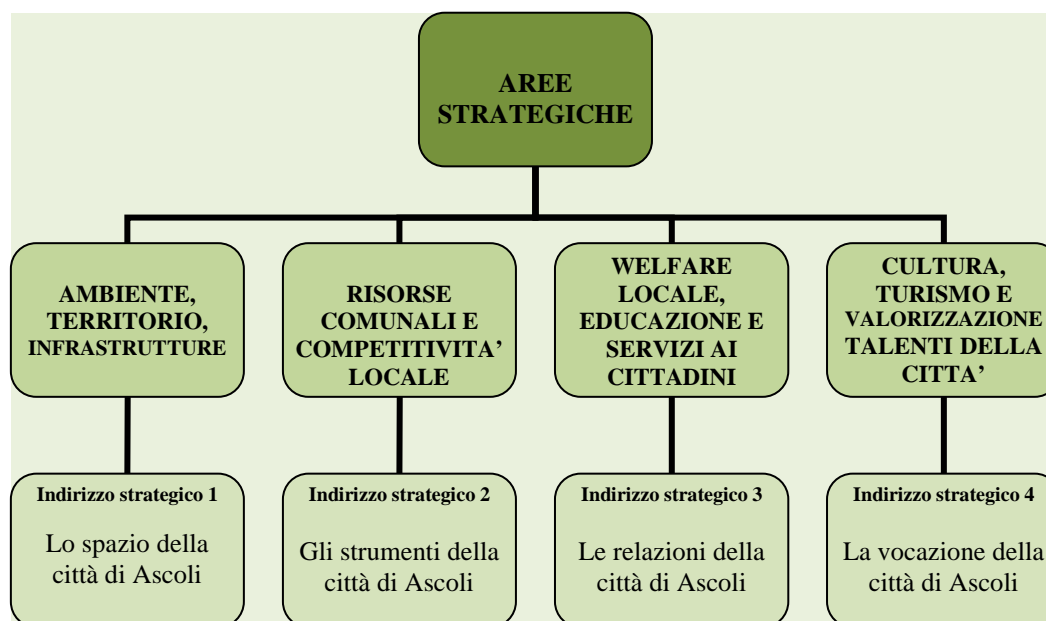 AREE
STRATEGICHE
AMBIENTE,
TERRITORIO,
INFRASTRUTTURE
RISORSE
COMUNALI E
COMPETITIVITA’
LOCALE
WELFARE
LOCALE,
EDUCAZIONE E
SERVIZI AI
CITTADINI
CULTURA,
TURISMO E
VALORIZZAZIONE
TALENTI DELLA
CITTA’
Indirizzo strategico 1
Lo spazio della
città di Ascoli
Indirizzo strategico 2
Gli strumenti della
città di Ascoli
Indirizzo strategico 3
Le relazioni della
città di Ascoli
Indirizzo strategico 4
La vocazione della
città di Ascoli